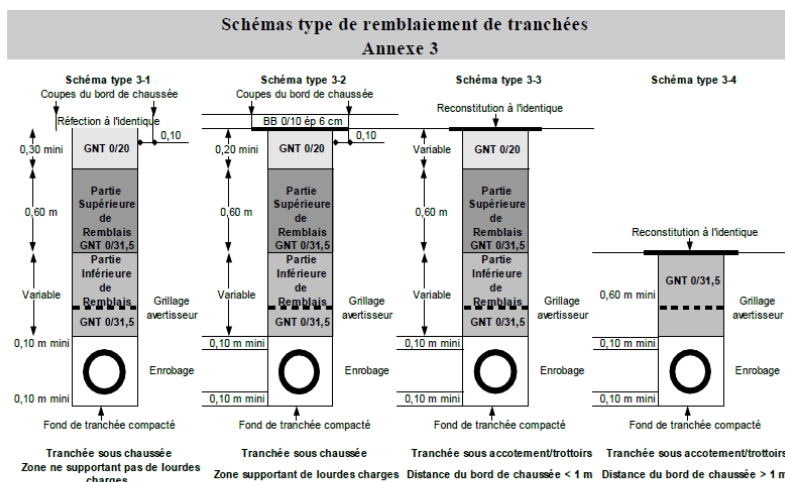 Schémas type de remblaiement de tranchées
Annexe 3
Schéma type 3-1
Coupes du bord de chaussée
Réfection à l'identique
0,10
0,30 mini
GNT 0/20
0,60 m
Partie
Supérieure
de
Remblais
GNT 0/31,5
Variable
Partie
Inférieure
de
Remblais
GNT 0/31,5
Grillage
avertisseur
0,10 m mini
Enrobage
0,10 m mini
Fond de tranchée compacté
Tranchée sous chaussée
Zone ne supportant pas de lourdes
charges
Schéma type 3-2
Coupes du bord de chaussée
BB 0/10 ép 6 cm
0,10
0,20 mini
GNT 0/20
0,60 m
Partie
Supérieure
de
Remblais
GNT 0/31,5
Variable
Partie
Inférieure
de
Remblais
GNT 0/31,5
Grillage
avertisseur
0,10 m mini
Enrobage
0,10 m mini
Fond de tranchée compacté
Tranchée sous chaussée
Zone supportant de lourdes charges
Schéma type 3-3
Reconstitution à l'identique
Variable
GNT 0/20
0,60 m
Partie
Supérieure
de
Remblais
GNT 0/31,5
Variable
Partie
Inférieure
de
Remblais
GNT 0/31,5
Grillage
avertisseur
0,10 m mini
Enrobage
0,10 m mini
Fond de tranchée compacté
Tranchée sous accotement/trottoirs
Distance du bord de chaussée < 1 m
Schéma type 3-4
Reconstitution à l'identique
GNT 0/31,5
0,60 m mini
Grillage
avertisseur
0,10 m mini
Enrobage
0,10 m mini
Fond de tranchée compacté
Tranchée sous accotement/trottoirs
Distance du bord de chaussée > 1 m